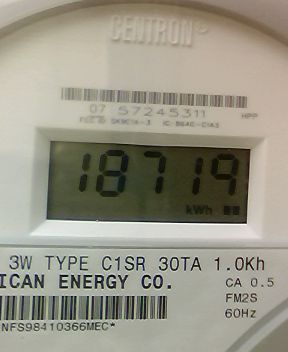 CENTRON
07 57245311
HPP
18719
kWh
3W TYPE C1SR 30TA 1.0Kh
ICAN ENERGY CO.
CA 0.5
FM2S
60Hz
NFS98410366MEC*